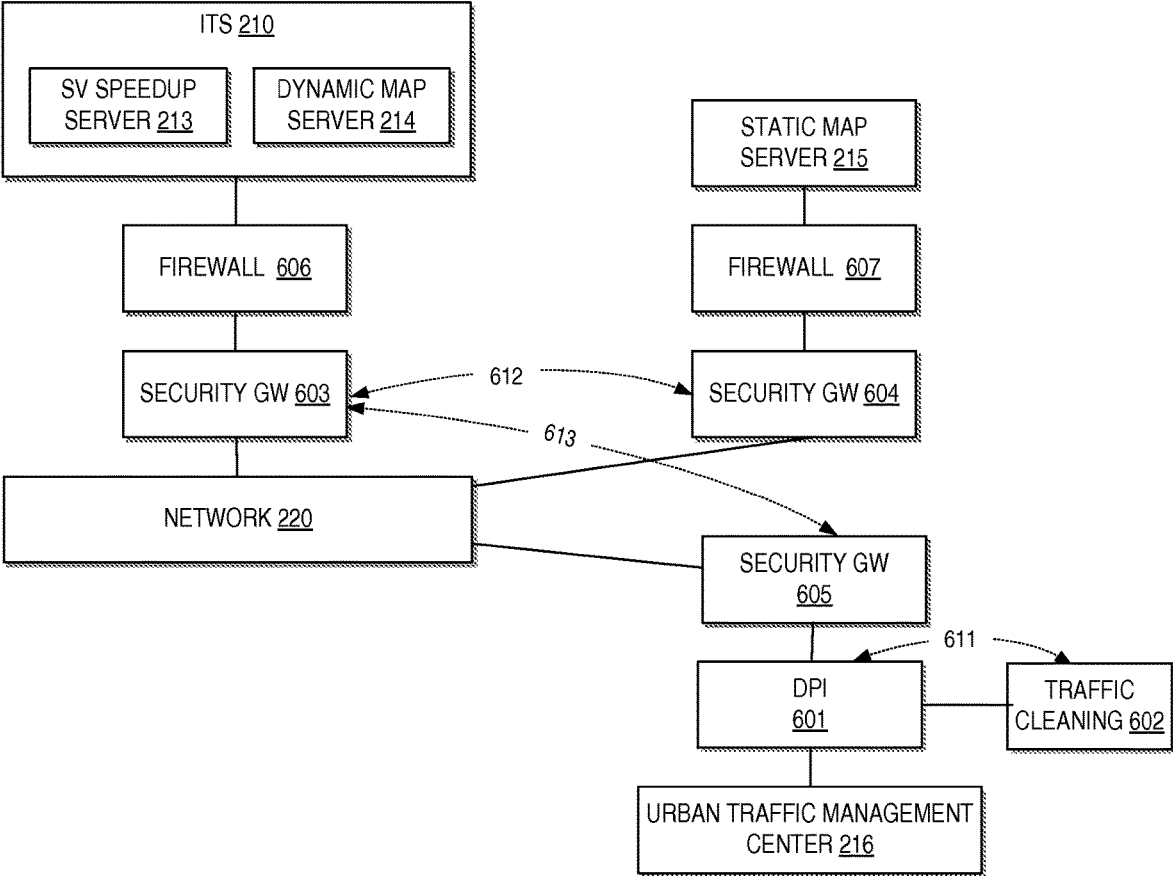 ITS 210
SV SPEEDUP
SERVER 213
DYNAMIC MAP
SERVER 214
STATIC MAP
SERVER 215
FIREWALL 606
FIREWALL 607
SECURITY GW 603
612
SECURITY GW 604
613
NETWORK 220
SECURITY GW
605
611
DPI
601
TRAFFIC
CLEANING 602
URBAN TRAFFIC MANAGEMENT
CENTER 216